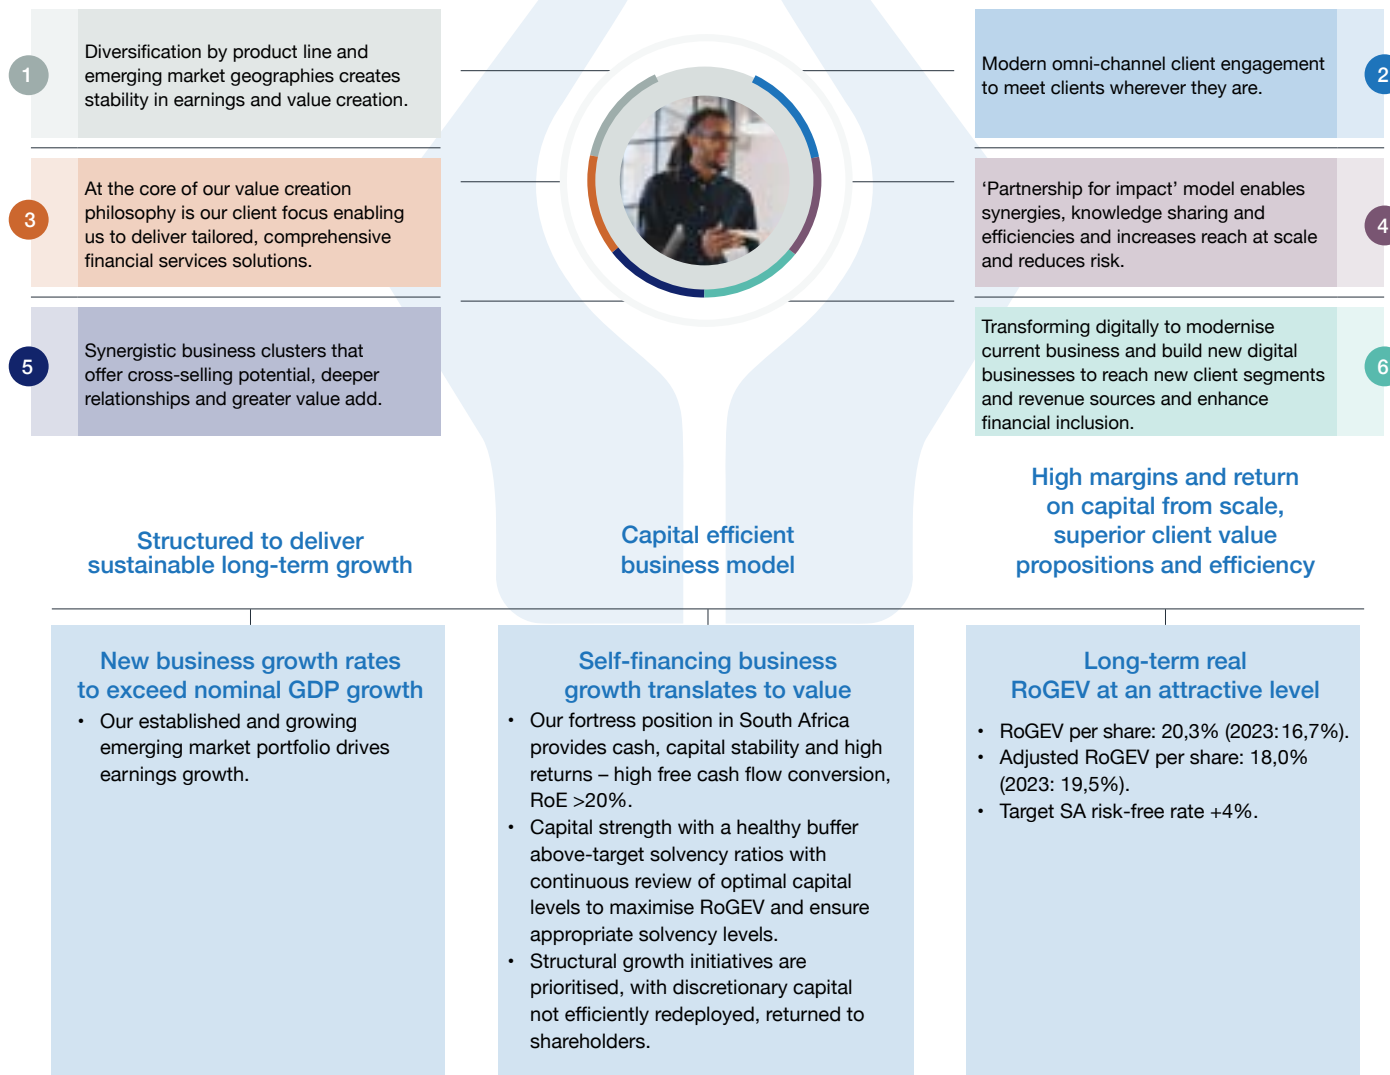 1
Diversification by product line and
emerging market geographies creates
stability in earnings and value creation.
Modern omni-channel client engagement
to meet clients wherever they are.
2
3
At the core of our value creation
philosophy is our client focus enabling
us to deliver tailored, comprehensive
financial services solutions.
‘Partnership for impact’ model enables
synergies, knowledge sharing and
efficiencies and increases reach at scale
and reduces risk.
4
5
Synergistic business clusters that
offer cross-selling potential, deeper
relationships and greater value add.
Transforming digitally to modernise
current business and build new digital
businesses to reach new client segments
and revenue sources and enhance
financial inclusion.
6
Structured to deliver
sustainable long-term growth
Capital efficient
business model
High margins and return
on capital from scale,
superior client value
propositions and efficiency
New business growth rates
to exceed nominal GDP growth
• Our established and growing
emerging market portfolio drives
earnings growth.
Self-financing business
growth translates to value
• Our fortress position in South Africa
provides cash, capital stability and high
returns – high free cash flow conversion,
RoE >20%.
• Capital strength with a healthy buffer
above-target solvency ratios with
continuous review of optimal capital
levels to maximise RoGEV and ensure
appropriate solvency levels.
• Structural growth initiatives are
prioritised, with discretionary capital
not efficiently redeployed, returned to
shareholders.
Long-term real
RoGEV at an attractive level
• RoGEV per share: 20,3% (2023: 16,7%).
• Adjusted RoGEV per share: 18,0%
(2023: 19,5%).
• Target SA risk-free rate +4%.